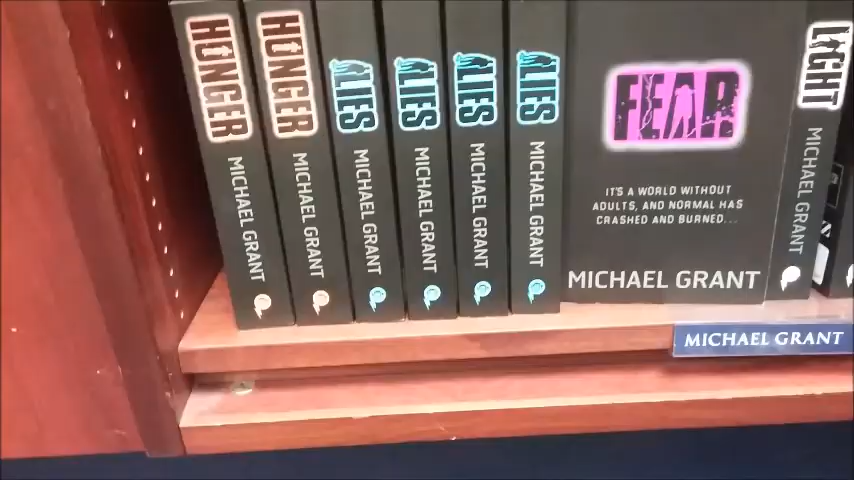 HUNGER
MICHAEL GRANT
HUNGER
MICHAEL GRANT
LIES
MICHAEL GRANT
LIES
MICHAEL GRANT
LIES
MICHAEL GRANT
LIES
MICHAEL GRANT
FEAR
IT'S A WORLD WITHOUT
ADULTS, AND NORMAL HAS
CRASHED AND BURNED...
MICHAEL GRANT
LIGHT
MICHAEL GRANT
MICHAEL GRANT